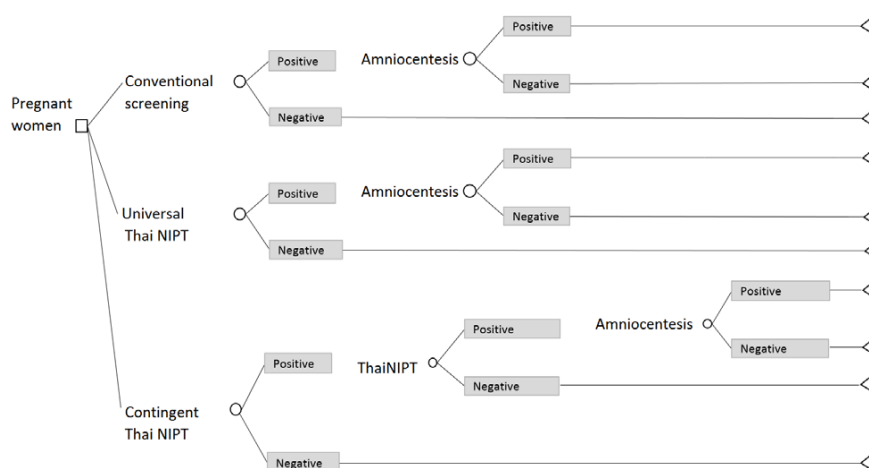 Positive
Conventional
screening
Positive
Amniocentesis
Negative
Pregnant
women
Negative
Positive
Universal
Thai NIPT
Positive
Amniocentesis
Negative
Negative
Positive
Amniocentesis
Positive
Negative
Positive
ThaiNIPT
Negative
Contingent
Thai NIPT
Negative